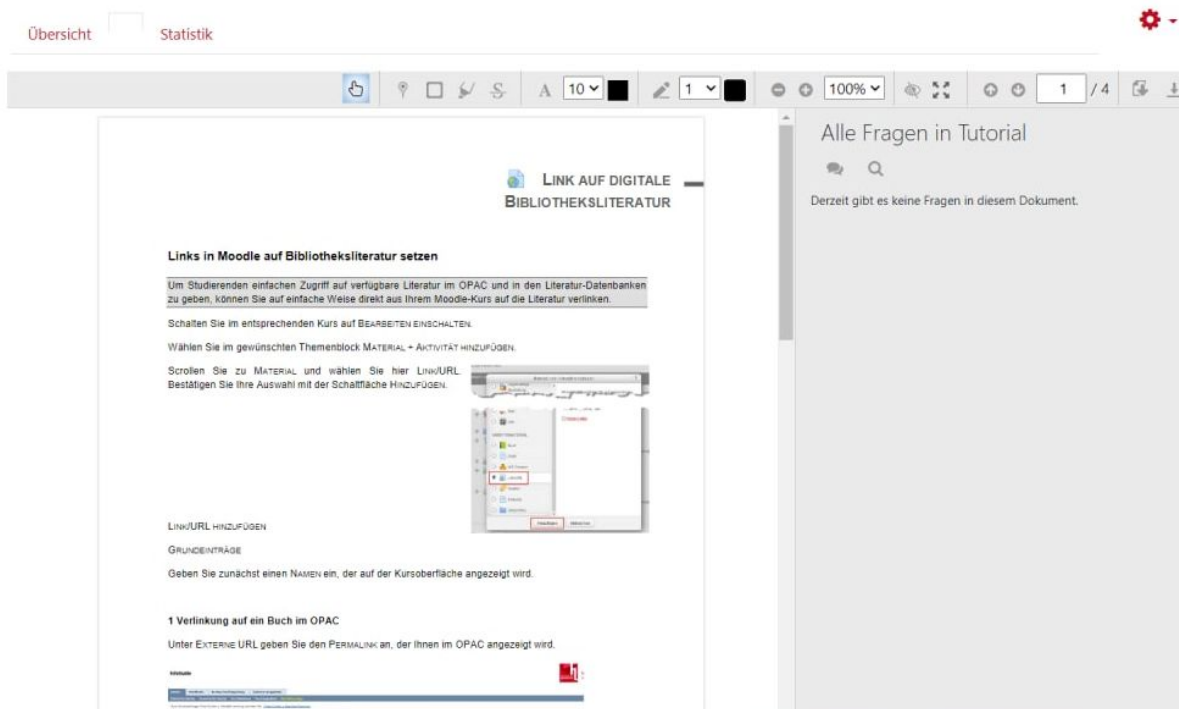 Übersicht
Statistik
A 10 1 100% 1 / 4
Alle Fragen in Tutorial
Derzeit gibt es keine Fragen in diesem Dokument.
LINK AUF DIGITALE
BIBLIOTHEKSLITERATUR
Links in Moodle auf Bibliotheksliteratur setzen
Um Studierenden einfachen Zugriff auf verfügbare Literatur im OPAC und in den Literatur-Datenbanken
zu geben, können Sie auf einfache Weise direkt aus Ihrem Moodle-Kurs auf die Literatur verlinken.
Schalten Sie im entsprechenden Kurs auf BEARBEITEN EINSCHALTEN.
Wählen Sie im gewünschten Themenblock MATERIAL + AKTIVITÄT HINZUFÜGEN.
Scrollen Sie zu MATERIAL und wählen Sie hier LINK/URL
Bestätigen Sie Ihre Auswahl mit der Schaltfläche HINZUFÜGEN.
LINK/URL HINZUFÜGEN
GRUNDEINTRÄGE
Geben Sie zunächst einen NAMEN ein, der auf der Kursoberfläche angezeigt wird.
1 Verlinkung auf ein Buch im OPAC
Unter EXTERNE URL geben Sie den PERMALINK an, der Ihnen im OPAC angezeigt wird.